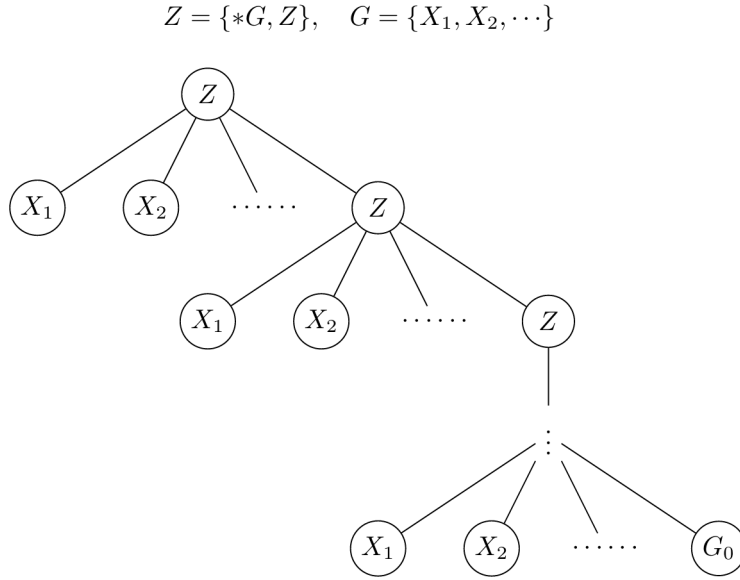 Z = {∗G, Z}, G = {X₁, X₂, ⋯}
Z
X₁ X₂ ⋯⋯ Z
X₁ X₂ ⋯⋯ Z
⋮
X₁ X₂ ⋯⋯ G₀